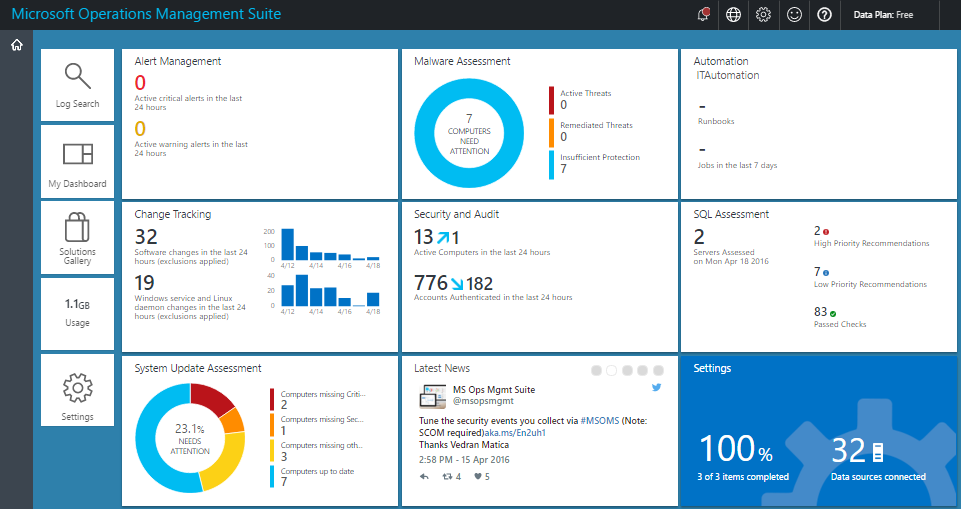 Microsoft Operations Management Suite
Data Plan: Free
Log Search
My Dashboard
Solutions
Gallery
1.1GB
Usage
Settings
Alert Management
0
Active critical alerts in the last
24 hours
0
Active warning alerts in the last
24 hours
Malware Assessment
7
COMPUTERS
NEED
ATTENTION
Active Threats
0
Remediated Threats
0
Insufficient Protection
7
Automation
ITAutomation
-
Runbooks
-
Jobs in the last 7 days
Change Tracking
32
Software changes in the last 24
hours (exclusions applied)
200
100
0
4/12 4/14 4/16 4/18
19
Windows service and Linux
daemon changes in the last 24
hours (exclusions applied)
40
20
0
4/12 4/14 4/16 4/18
Security and Audit
13 1
Active Computers in the last 24 hours
776 182
Accounts Authenticated in the last 24 hours
SQL Assessment
2
Servers Assessed
on Mon Apr 18 2016
2
High Priority Recommendations
7
Low Priority Recommendations
83
Passed Checks
System Update Assessment
23.1%
NEEDS
ATTENTION
Computers missing Criti...
2
Computers missing Sec...
1
Computers missing oth...
3
Computers up to date
7
Latest News
MS Ops Mgmt Suite
@msopsmgmt
Tune the security events you collect via #MSOMS (Note:
SCOM required)aka.ms/En2uh1
Thanks Vedran Matica
2:58 PM - 15 Apr 2016
4 5
Settings
100%
3 of 3 items completed
32
Data sources connected